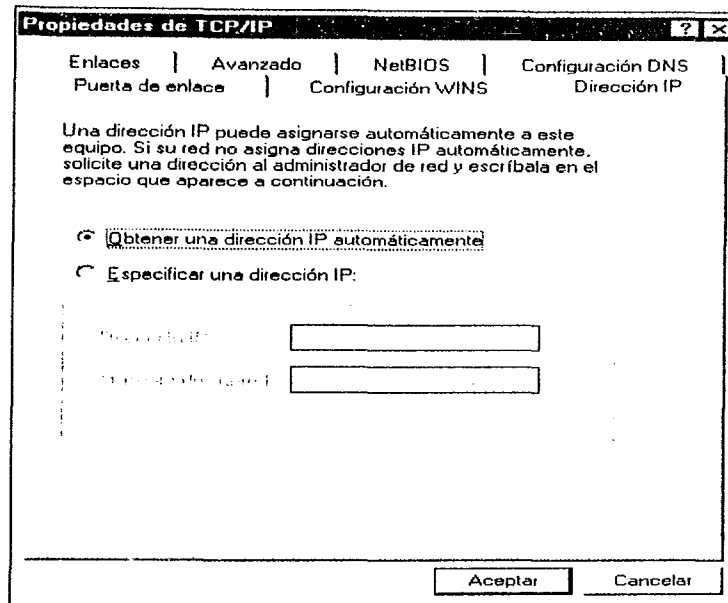 Propiedades de TCP/IP
Enlaces Avanzado NetBIOS Configuración DNS
Puerta de enlace Configuración WINS Dirección IP
Una dirección IP puede asignarse automáticamente a este
equipo. Si su red no asigna direcciones IP automáticamente,
solicite una dirección al administrador de red y escríbala en el
espacio que aparece a continuación.
Obtener una dirección IP automáticamente
Especificar una dirección IP:
Aceptar Cancelar